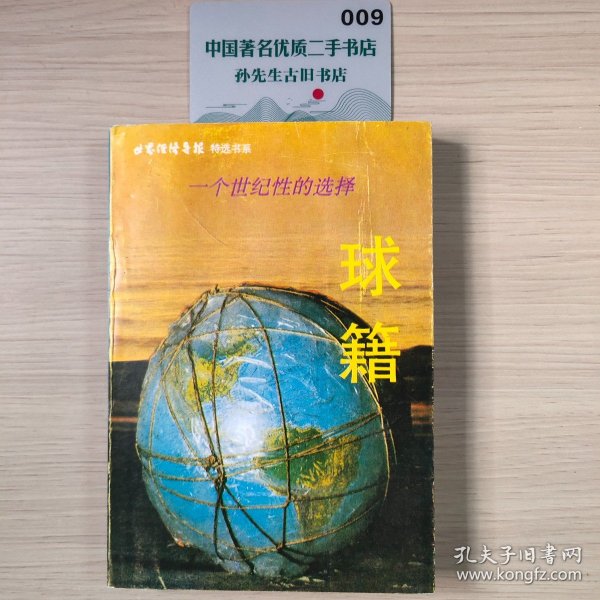 009
中国著名优质二手书店
孙先生古旧书店
世界经济导报 特选书系
一个世纪性的选择
球籍
孔夫子旧书网
www.kongfz.com